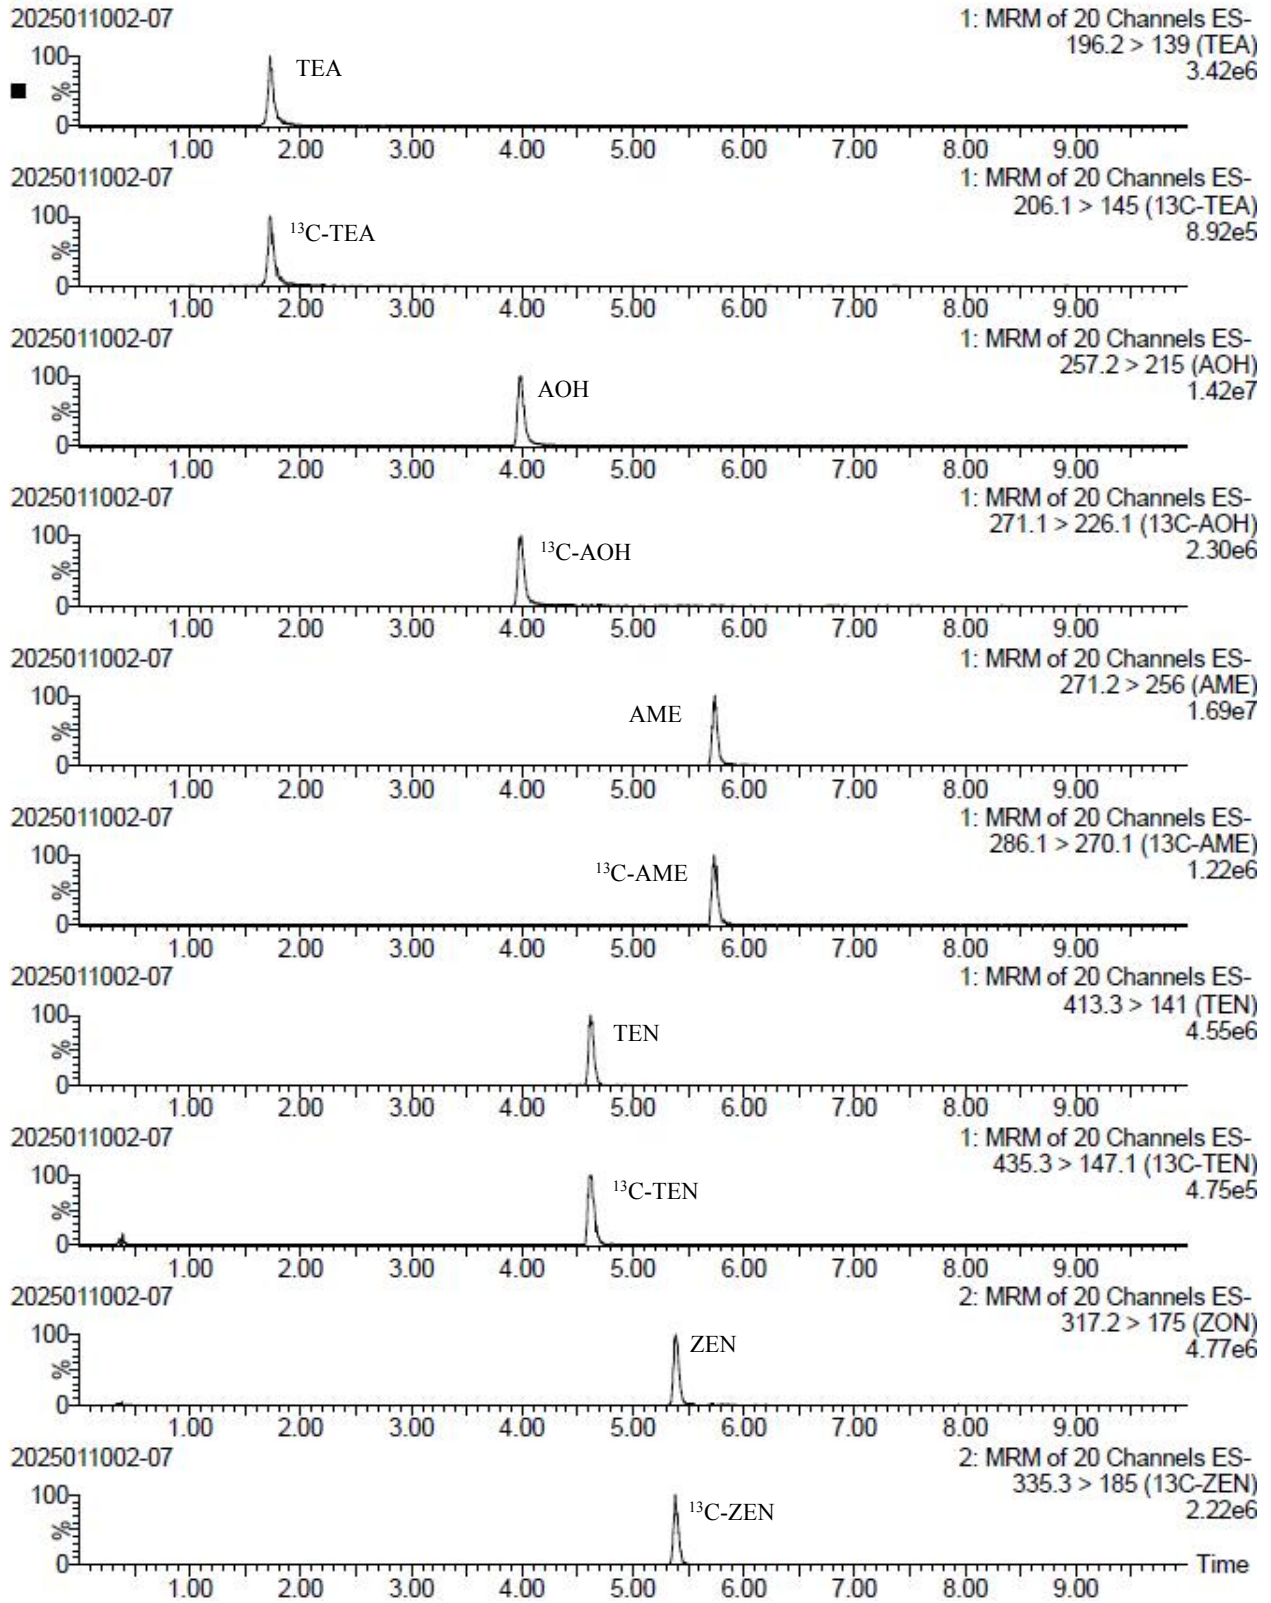 2025011002-07
1: MRM of 20 Channels ES-
196.2 > 139 (TEA)
3.42e6
100
TEA
%
0
1.00 2.00 3.00 4.00 5.00 6.00 7.00 8.00 9.00
2025011002-07
1: MRM of 20 Channels ES-
206.1 > 145 (13C-TEA)
8.92e5
100
¹³C-TEA
%
0
1.00 2.00 3.00 4.00 5.00 6.00 7.00 8.00 9.00
2025011002-07
1: MRM of 20 Channels ES-
257.2 > 215 (AOH)
1.42e7
100
AOH
%
0
1.00 2.00 3.00 4.00 5.00 6.00 7.00 8.00 9.00
2025011002-07
1: MRM of 20 Channels ES-
271.1 > 226.1 (13C-AOH)
2.30e6
100
¹³C-AOH
%
0
1.00 2.00 3.00 4.00 5.00 6.00 7.00 8.00 9.00
2025011002-07
1: MRM of 20 Channels ES-
271.2 > 256 (AME)
1.69e7
100
AME
%
0
1.00 2.00 3.00 4.00 5.00 6.00 7.00 8.00 9.00
2025011002-07
1: MRM of 20 Channels ES-
286.1 > 270.1 (13C-AME)
1.22e6
100
¹³C-AME
%
0
1.00 2.00 3.00 4.00 5.00 6.00 7.00 8.00 9.00
2025011002-07
1: MRM of 20 Channels ES-
413.3 > 141 (TEN)
4.55e6
100
TEN
%
0
1.00 2.00 3.00 4.00 5.00 6.00 7.00 8.00 9.00
2025011002-07
1: MRM of 20 Channels ES-
435.3 > 147.1 (13C-TEN)
4.75e5
100
¹³C-TEN
%
0
1.00 2.00 3.00 4.00 5.00 6.00 7.00 8.00 9.00
2025011002-07
2: MRM of 20 Channels ES-
317.2 > 175 (ZON)
4.77e6
100
ZEN
%
0
1.00 2.00 3.00 4.00 5.00 6.00 7.00 8.00 9.00
2025011002-07
2: MRM of 20 Channels ES-
335.3 > 185 (13C-ZEN)
2.22e6
100
¹³C-ZEN
%
0
Time
1.00 2.00 3.00 4.00 5.00 6.00 7.00 8.00 9.00